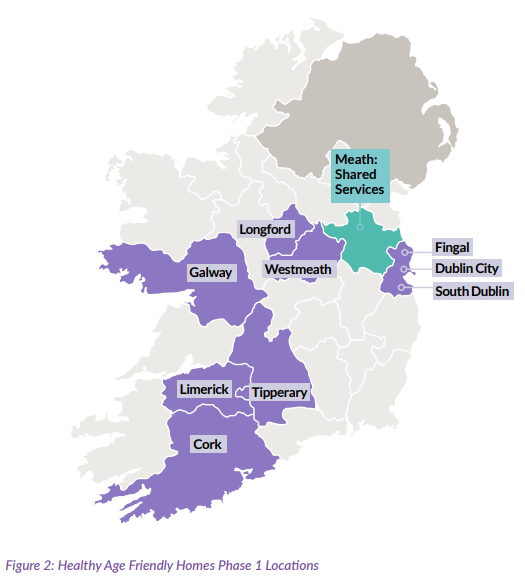 Meath:
Shared
Services
Longford
Fingal
Galway
Westmeath
Dublin City
South Dublin
Limerick
Tipperary
Cork
Figure 2: Healthy Age Friendly Homes Phase 1 Locations